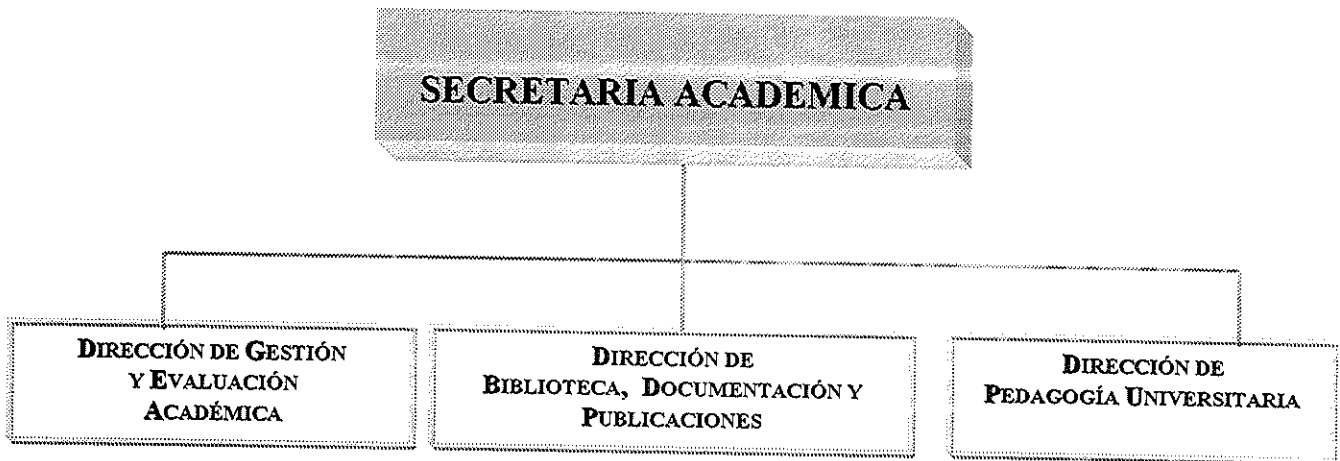 SECRETARIA ACADEMICA
DIRECCIÓN DE GESTIÓN
Y EVALUACIÓN
ACADÉMICA
DIRECCIÓN DE
BIBLIOTECA, DOCUMENTACIÓN Y
PUBLICACIONES
DIRECCIÓN DE
PEDAGOGÍA UNIVERSITARIA